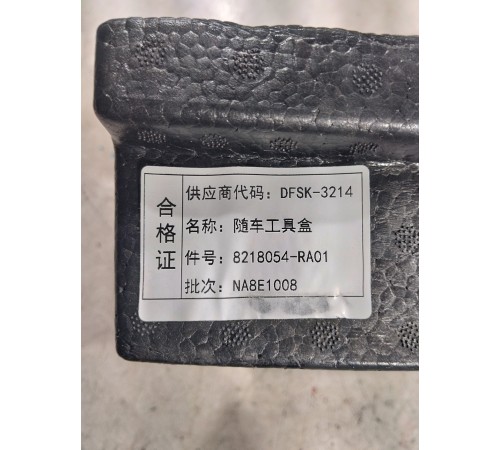 合格证
供应商代码: DFSK-3214
名称: 随车工具盒
件号: 8218054-RA01
批次: NA8E1008